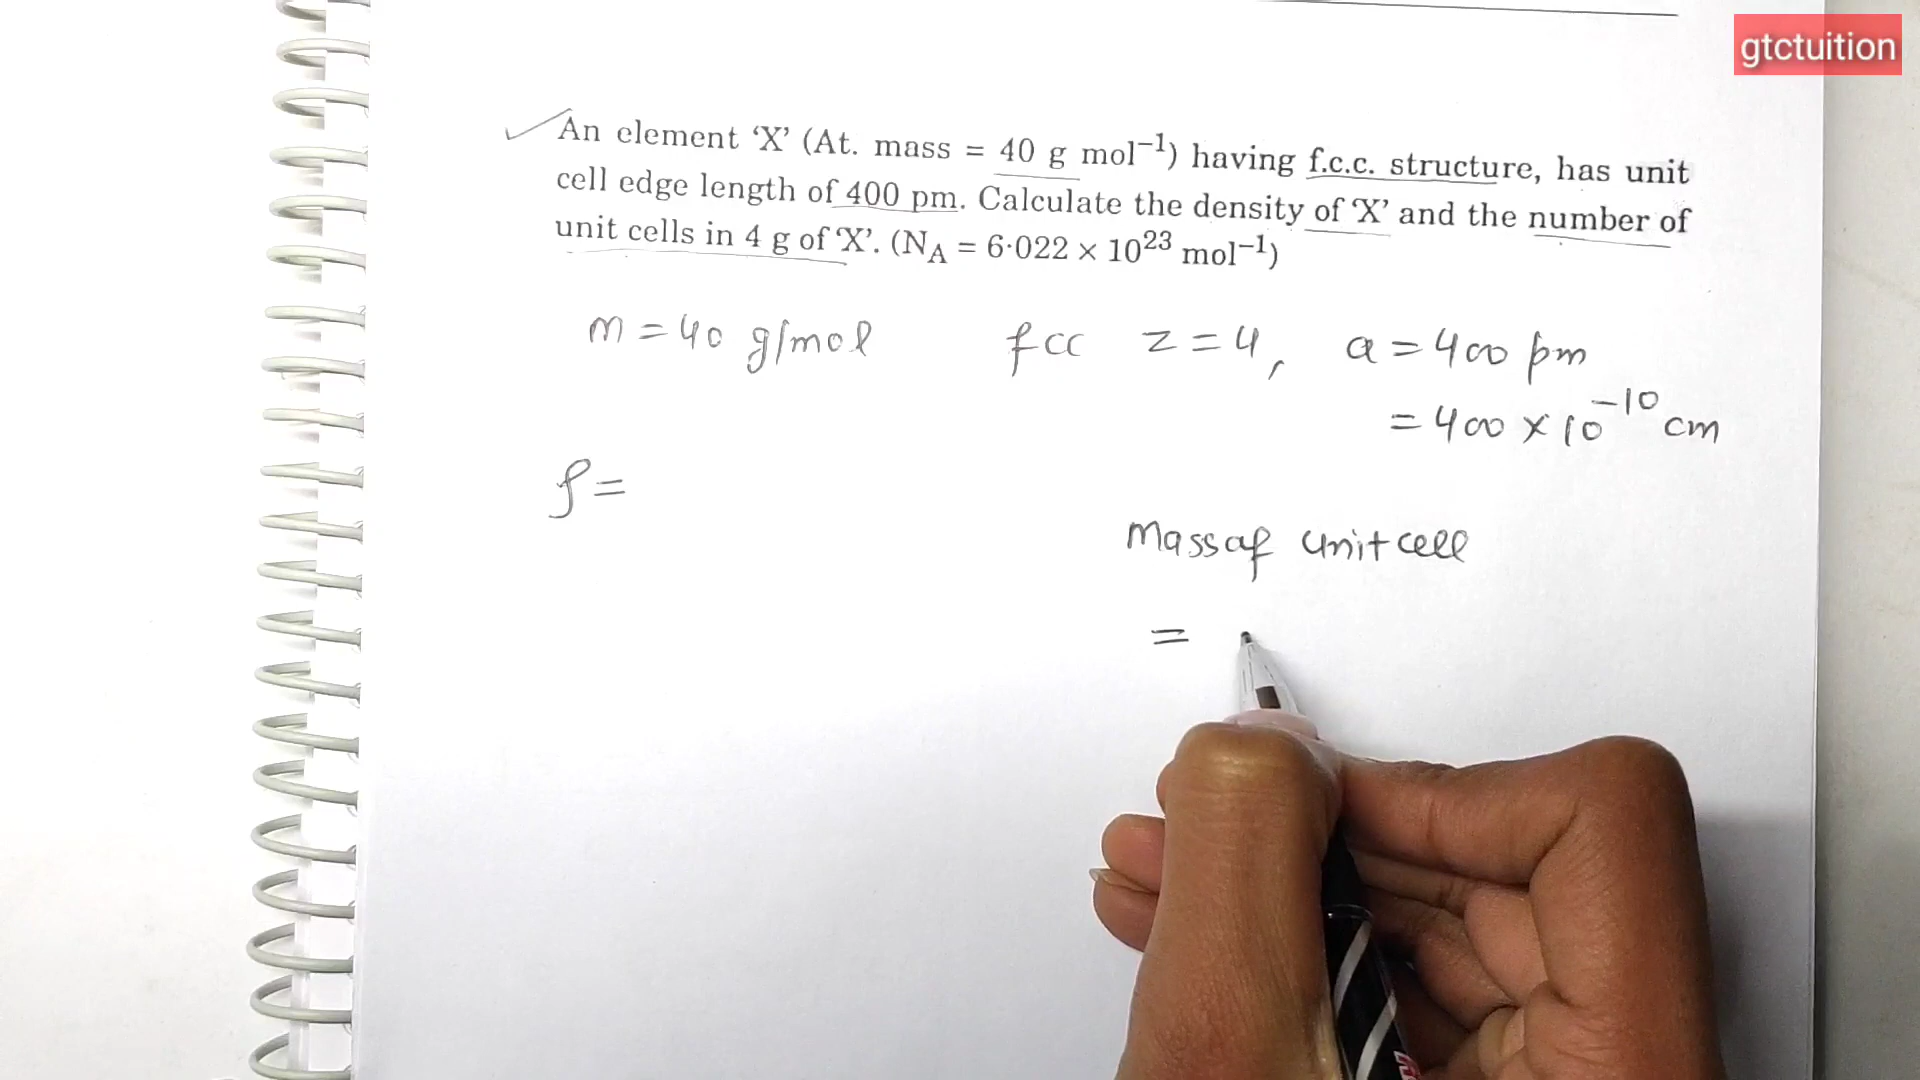 gtctuition
An element ‘X’ (At. mass = 40 g mol⁻¹) having f.c.c. structure, has unit
cell edge length of 400 pm. Calculate the density of ‘X’ and the number of
unit cells in 4 g of ‘X’. (N_A = 6·022 × 10²³ mol⁻¹)
m = 40 g/mol fcc z = 4, a = 400 pm
= 400 × 10⁻¹⁰ cm
ρ =
Mass of unit cell
=